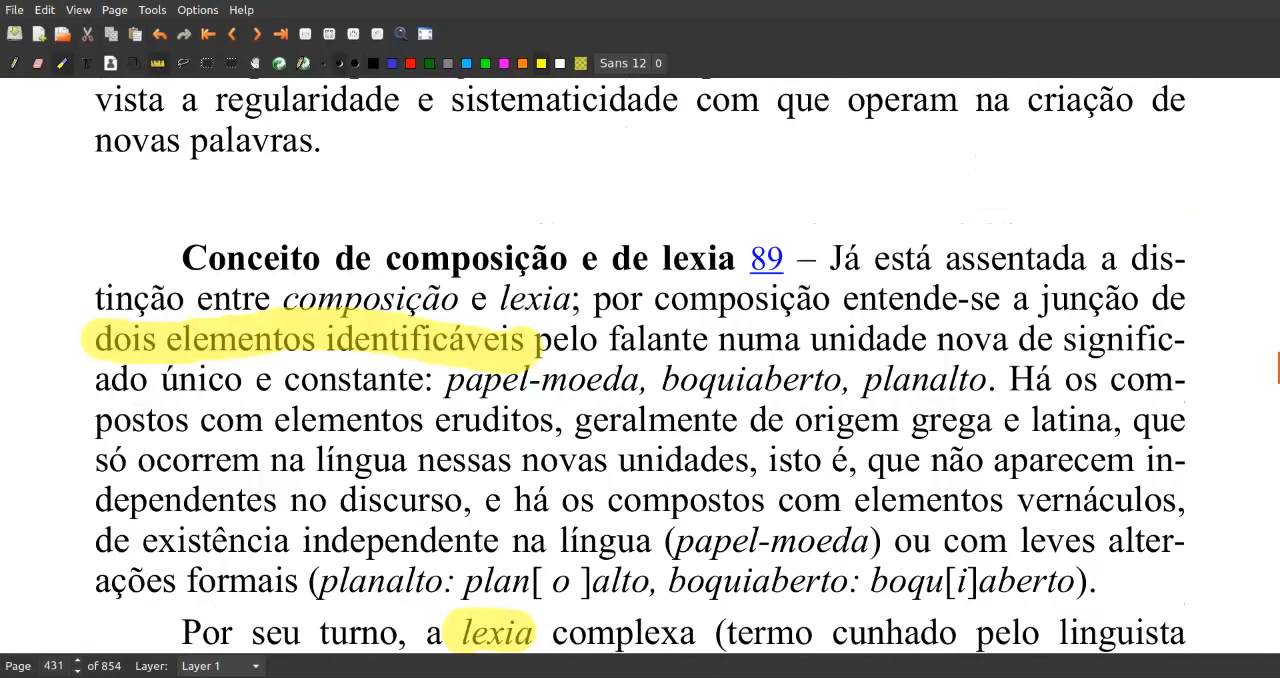 File Edit View Page Tools Options Help
Sans 12 0
vista a regularidade e sistematicidade com que operam na criação de
novas palavras.
Conceito de composição e de lexia 89 – Já está assentada a dis-
tinção entre composição e lexia; por composição entende-se a junção de
dois elementos identificáveis pelo falante numa unidade nova de signific-
ado único e constante: papel-moeda, boquiaberto, planalto. Há os com-
postos com elementos eruditos, geralmente de origem grega e latina, que
só ocorrem na língua nessas novas unidades, isto é, que não aparecem in-
dependentes no discurso, e há os compostos com elementos vernáculos,
de existência independente na língua (papel-moeda) ou com leves alter-
ações formais (planalto: plan[ o ]alto, boquiaberto: boqu[i]aberto).
Por seu turno, a lexia complexa (termo cunhado pelo linguista
Page 431 of 854 Layer: Layer 1